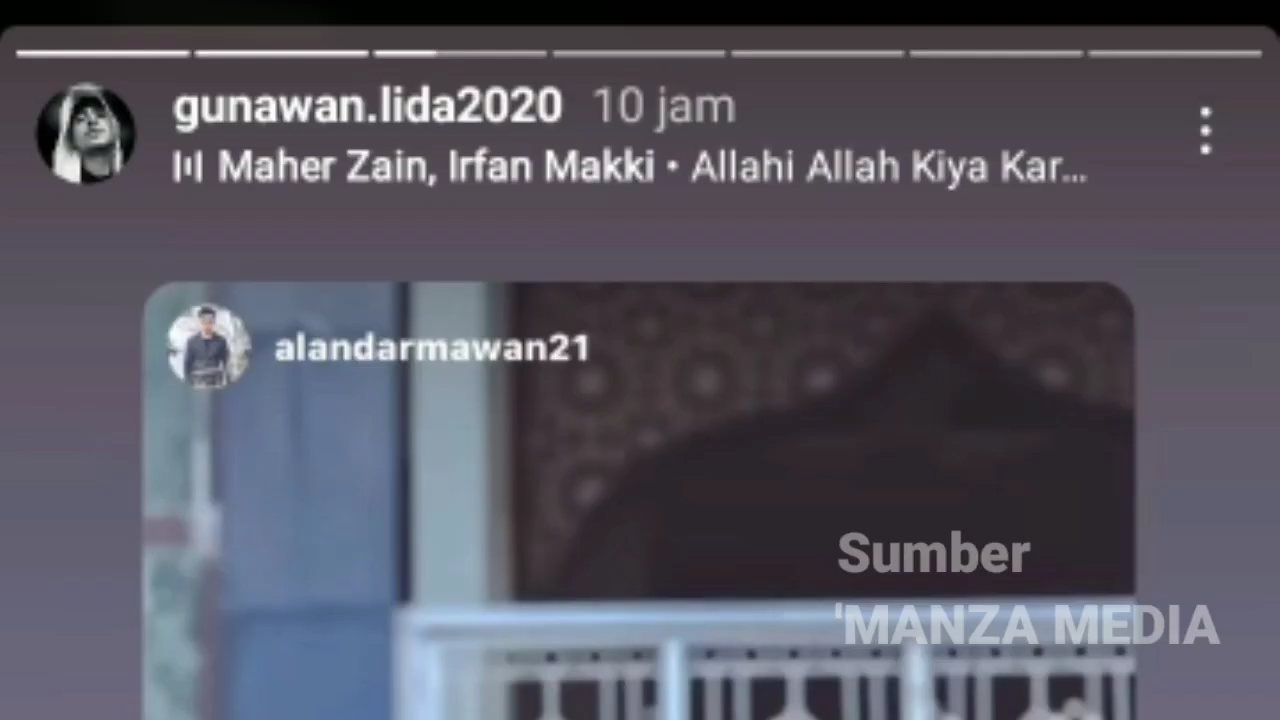 gunawan.lida2020 10 jam
Maher Zain, Irfan Makki • Allahi Allah Kiya Kar...
alandarmawan21
Sumber
'MANZA MEDIA